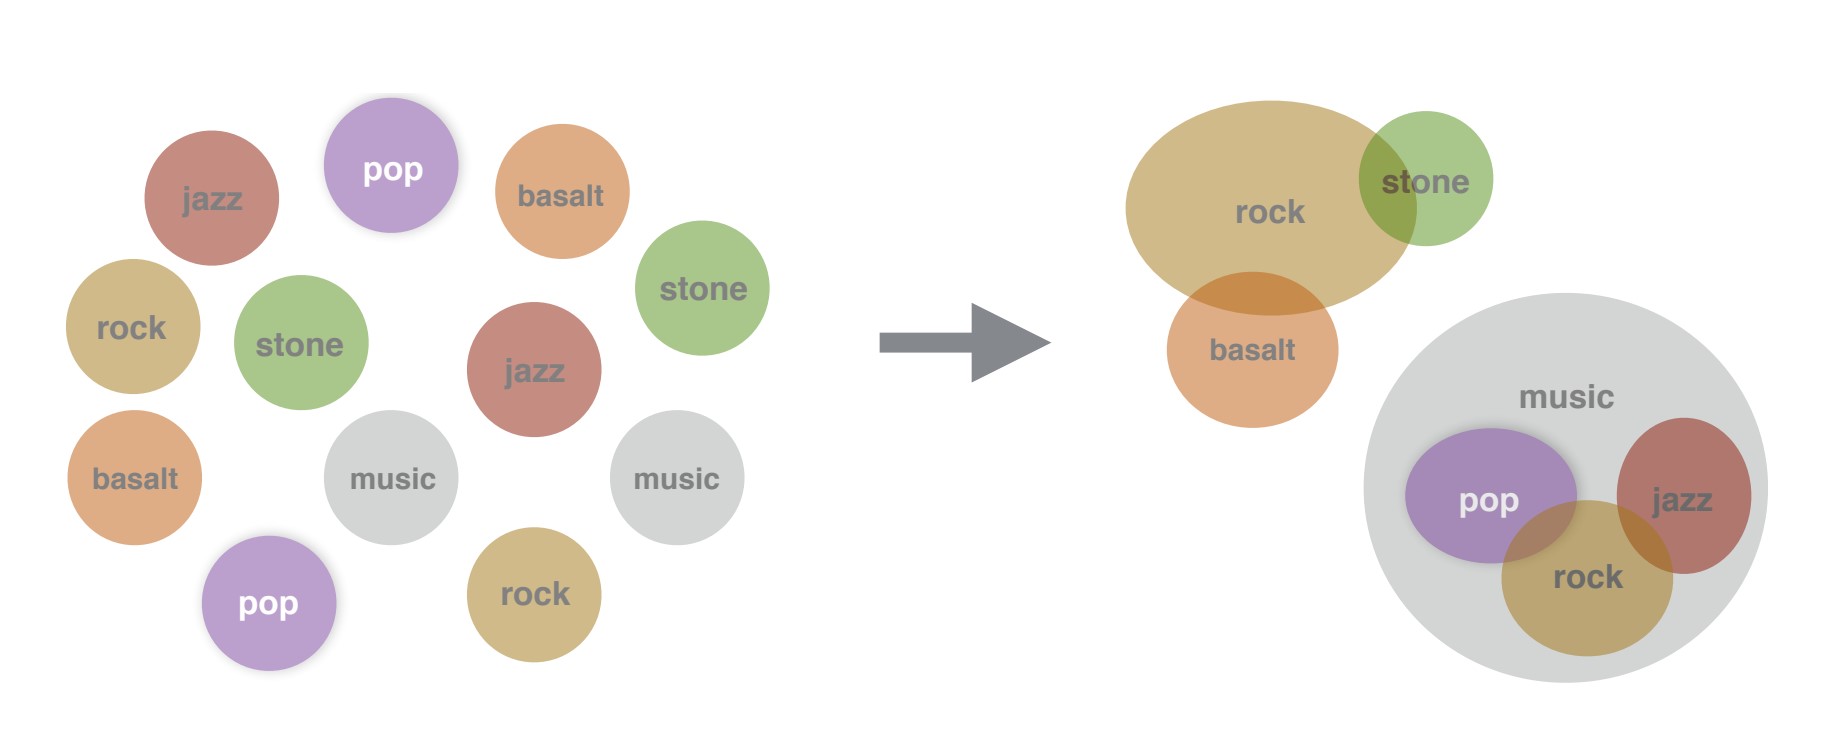 pop
jazz
basalt
stone
rock
stone
jazz
basalt
music
music
pop
rock
stone
rock
basalt
music
pop
jazz
rock